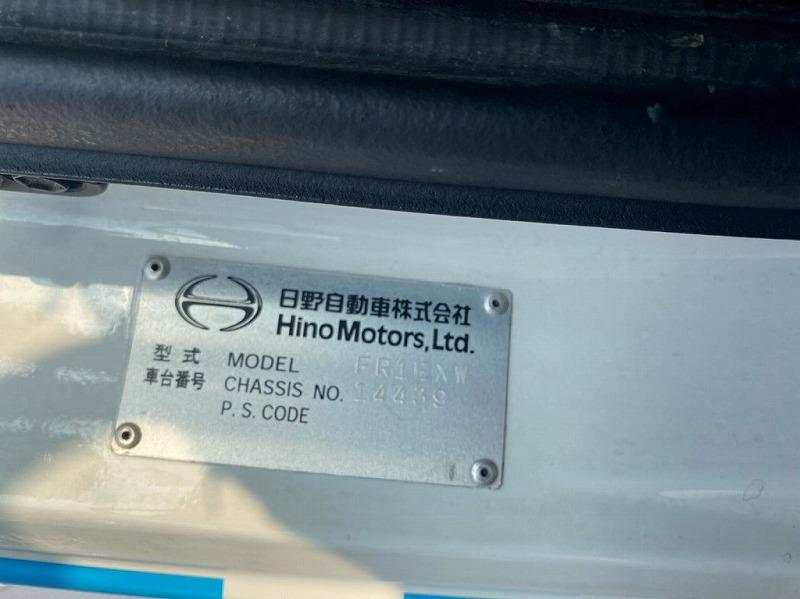 日野自動車株式会社
Hino Motors, Ltd.
型式 MODEL FR1EXW
車台番号 CHASSIS NO. 14439
P. S. CODE